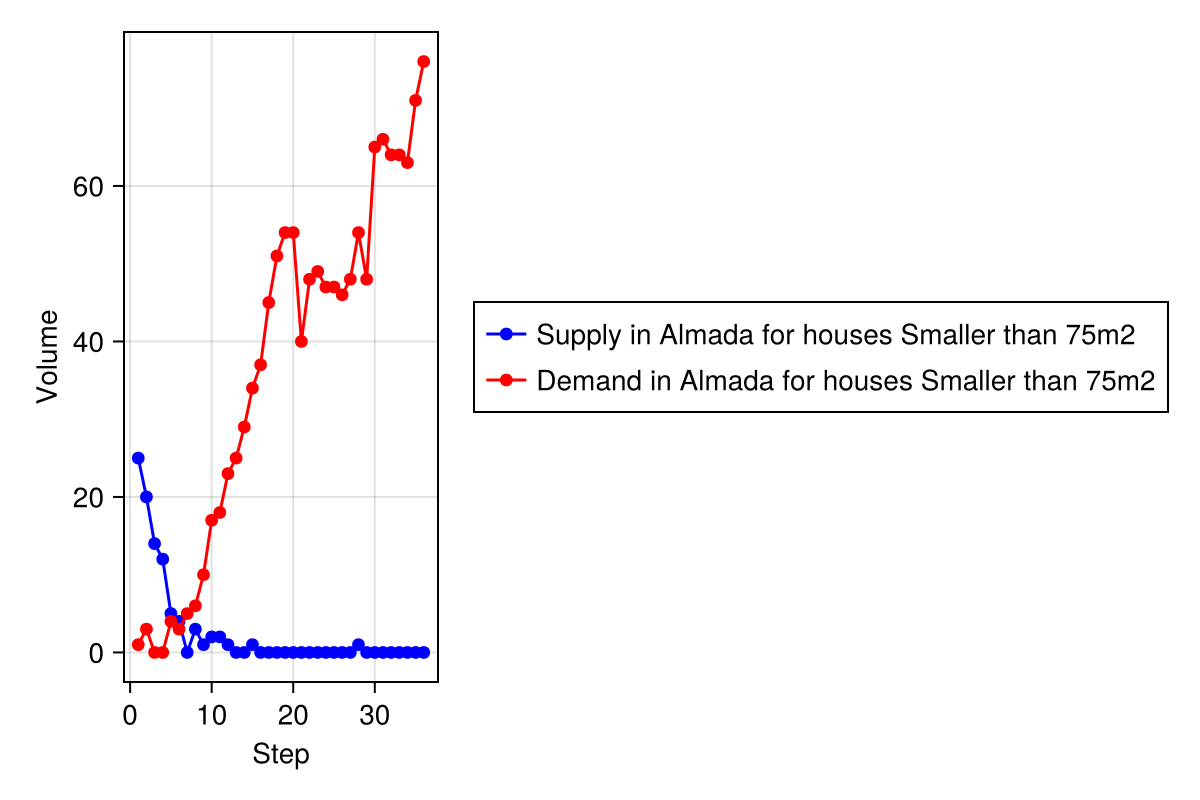 Volume
60
40
20
0
0 10 20 30
Step
Supply in Almada for houses Smaller than 75m2
Demand in Almada for houses Smaller than 75m2